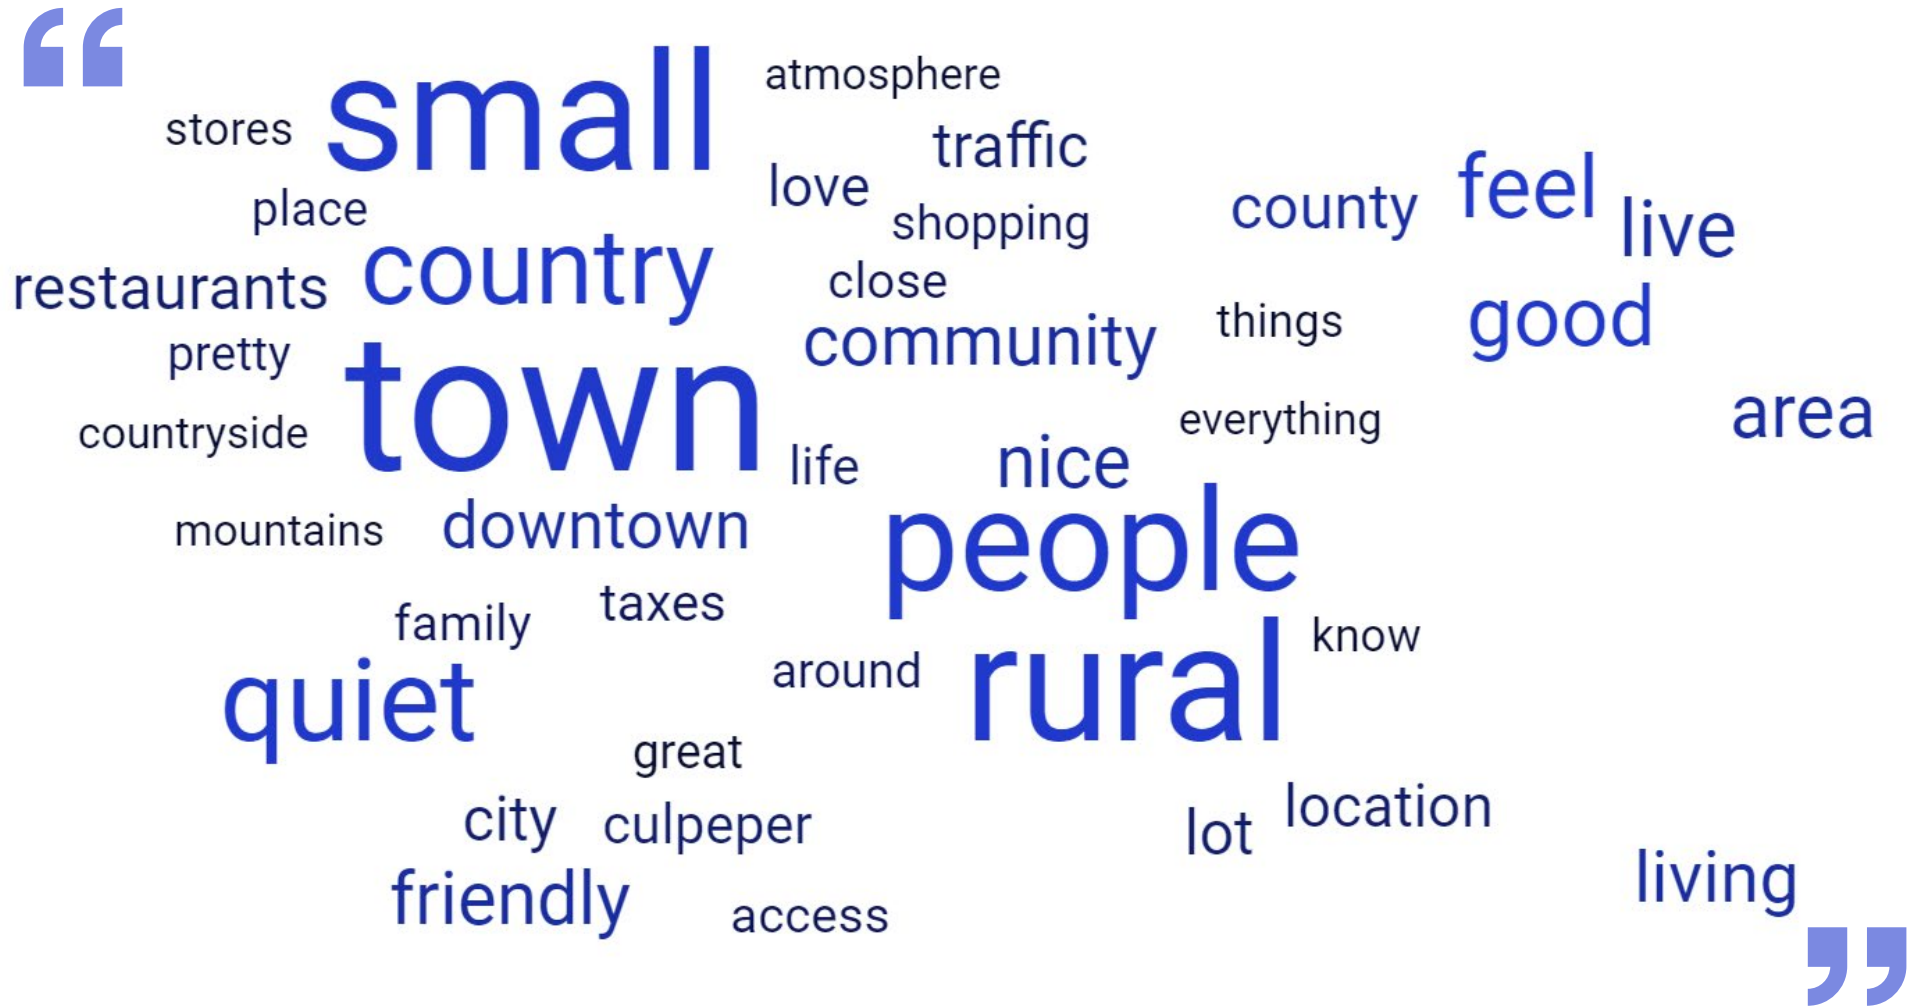 “
small
atmosphere
stores
traffic
love
feel
place
county
live
shopping
country
restaurants
close
good
things
community
pretty
town
area
countryside
everything
life
nice
mountains
downtown
people
family
taxes
know
around
rural
quiet
great
city
culpeper
lot
location
living
friendly
access
”